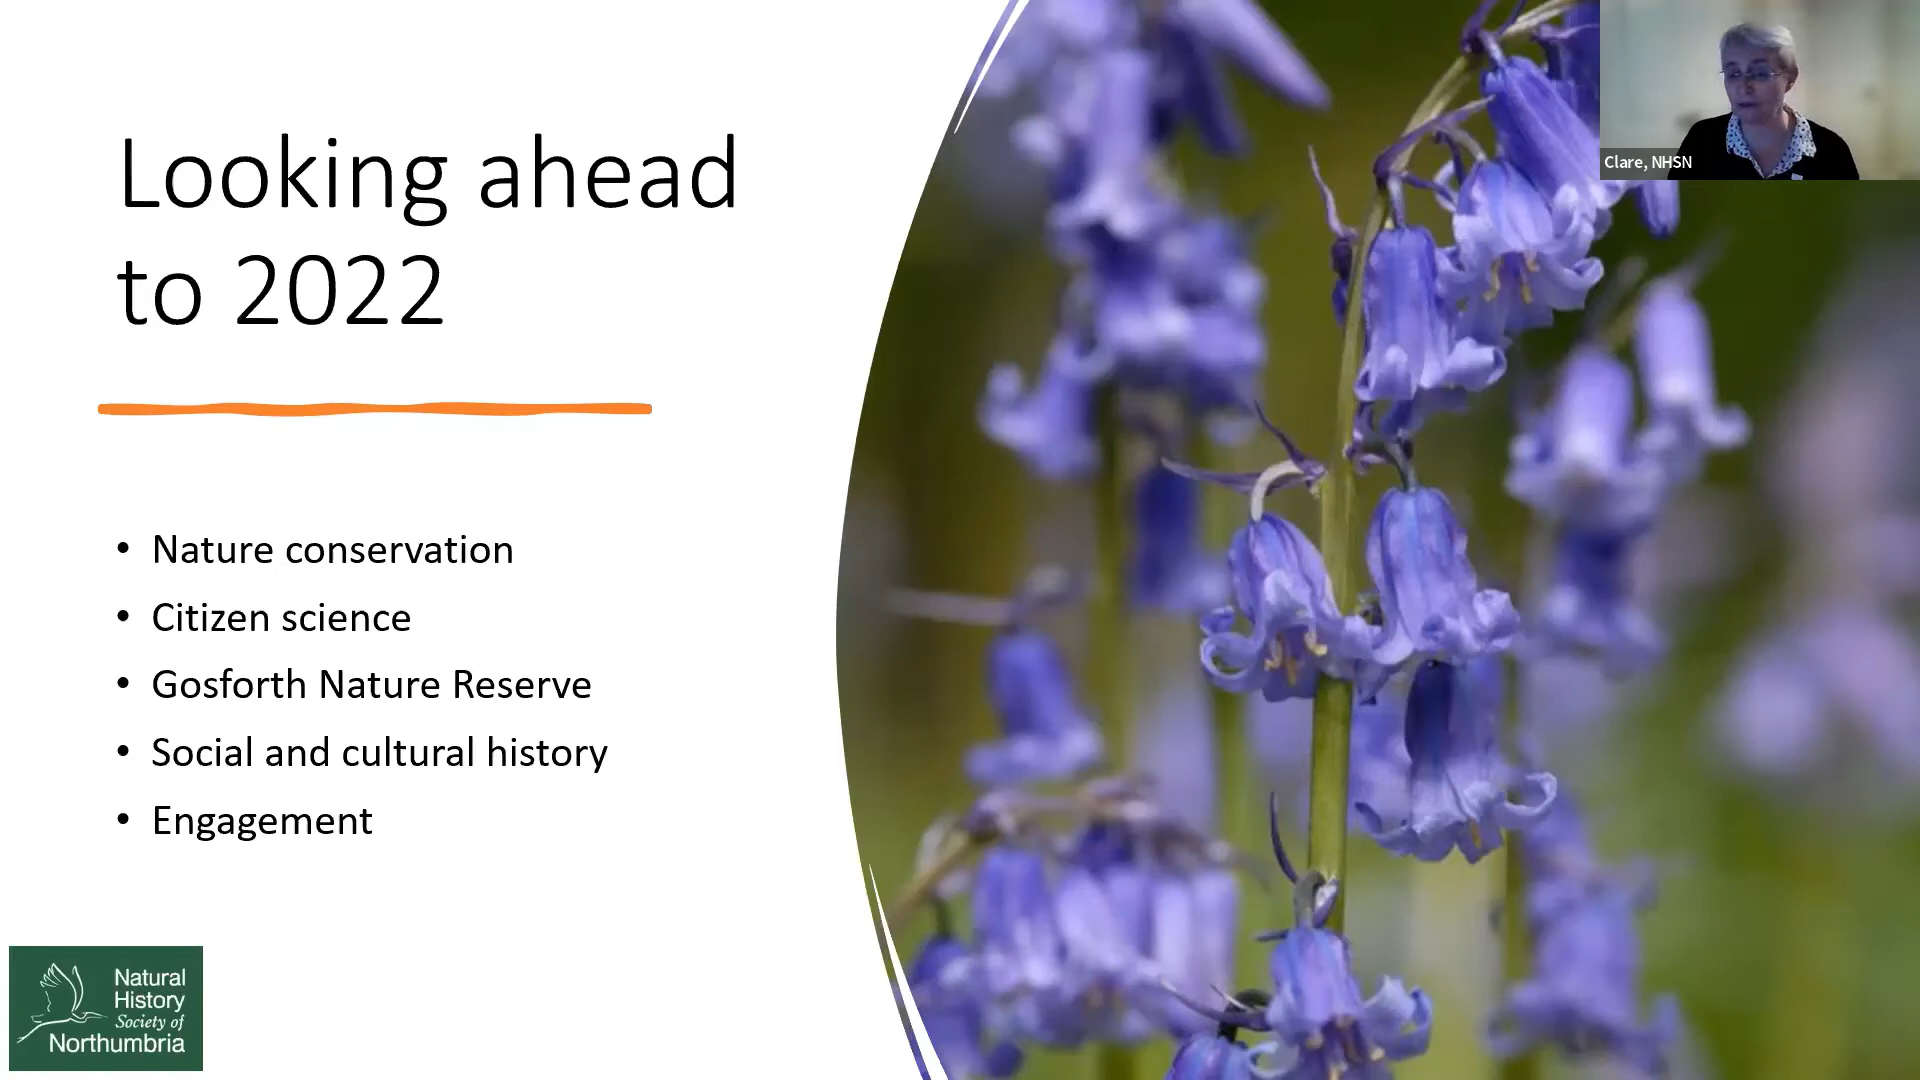 Looking ahead
to 2022
• Nature conservation
• Citizen science
• Gosforth Nature Reserve
• Social and cultural history
• Engagement
Clare, NHSN
Natural
History
Society of
Northumbria